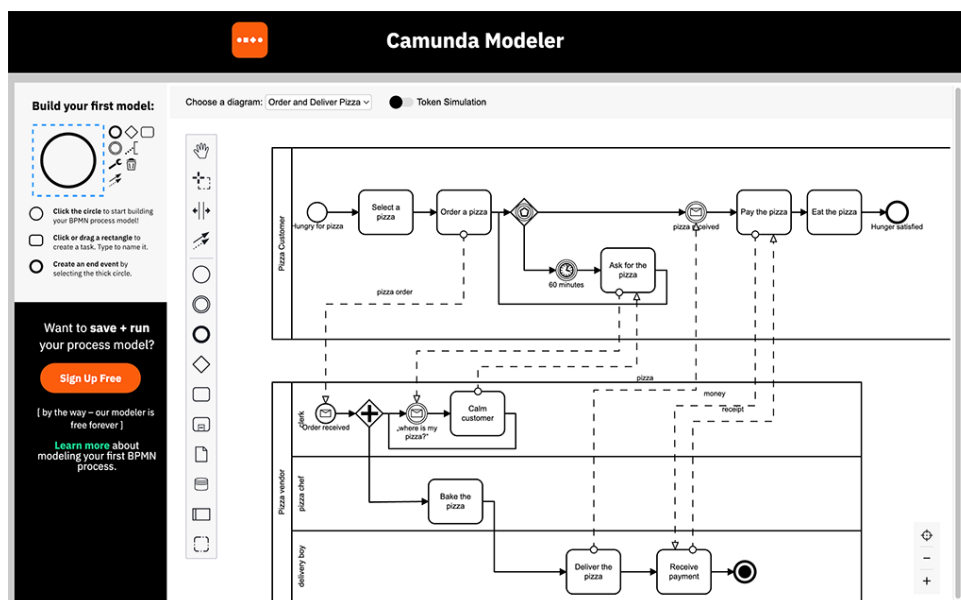 Camunda Modeler
Build your first model:
Click the circle to start building
your BPMN process model!
Click or drag a rectangle to
create a task. Type to name it.
Create an end event by
selecting the thick circle.
Want to save + run
your process model?
Sign Up Free
[ by the way – our modeler is
free forever ]
Learn more about
modeling your first BPMN
process.
Choose a diagram: Order and Deliver Pizza
Token Simulation
Pizza Customer
Hungry for pizza
Select a
pizza
Order a pizza
60 minutes
Ask for the
pizza
pizza received
Pay the pizza
Eat the pizza
Hunger satisfied
pizza order
pizza
money
receipt
Pizza vendor
clerk
Order received
„where is my
pizza?“
Calm
customer
pizza chef
Bake the
pizza
delivery boy
Deliver the
pizza
Receive
payment